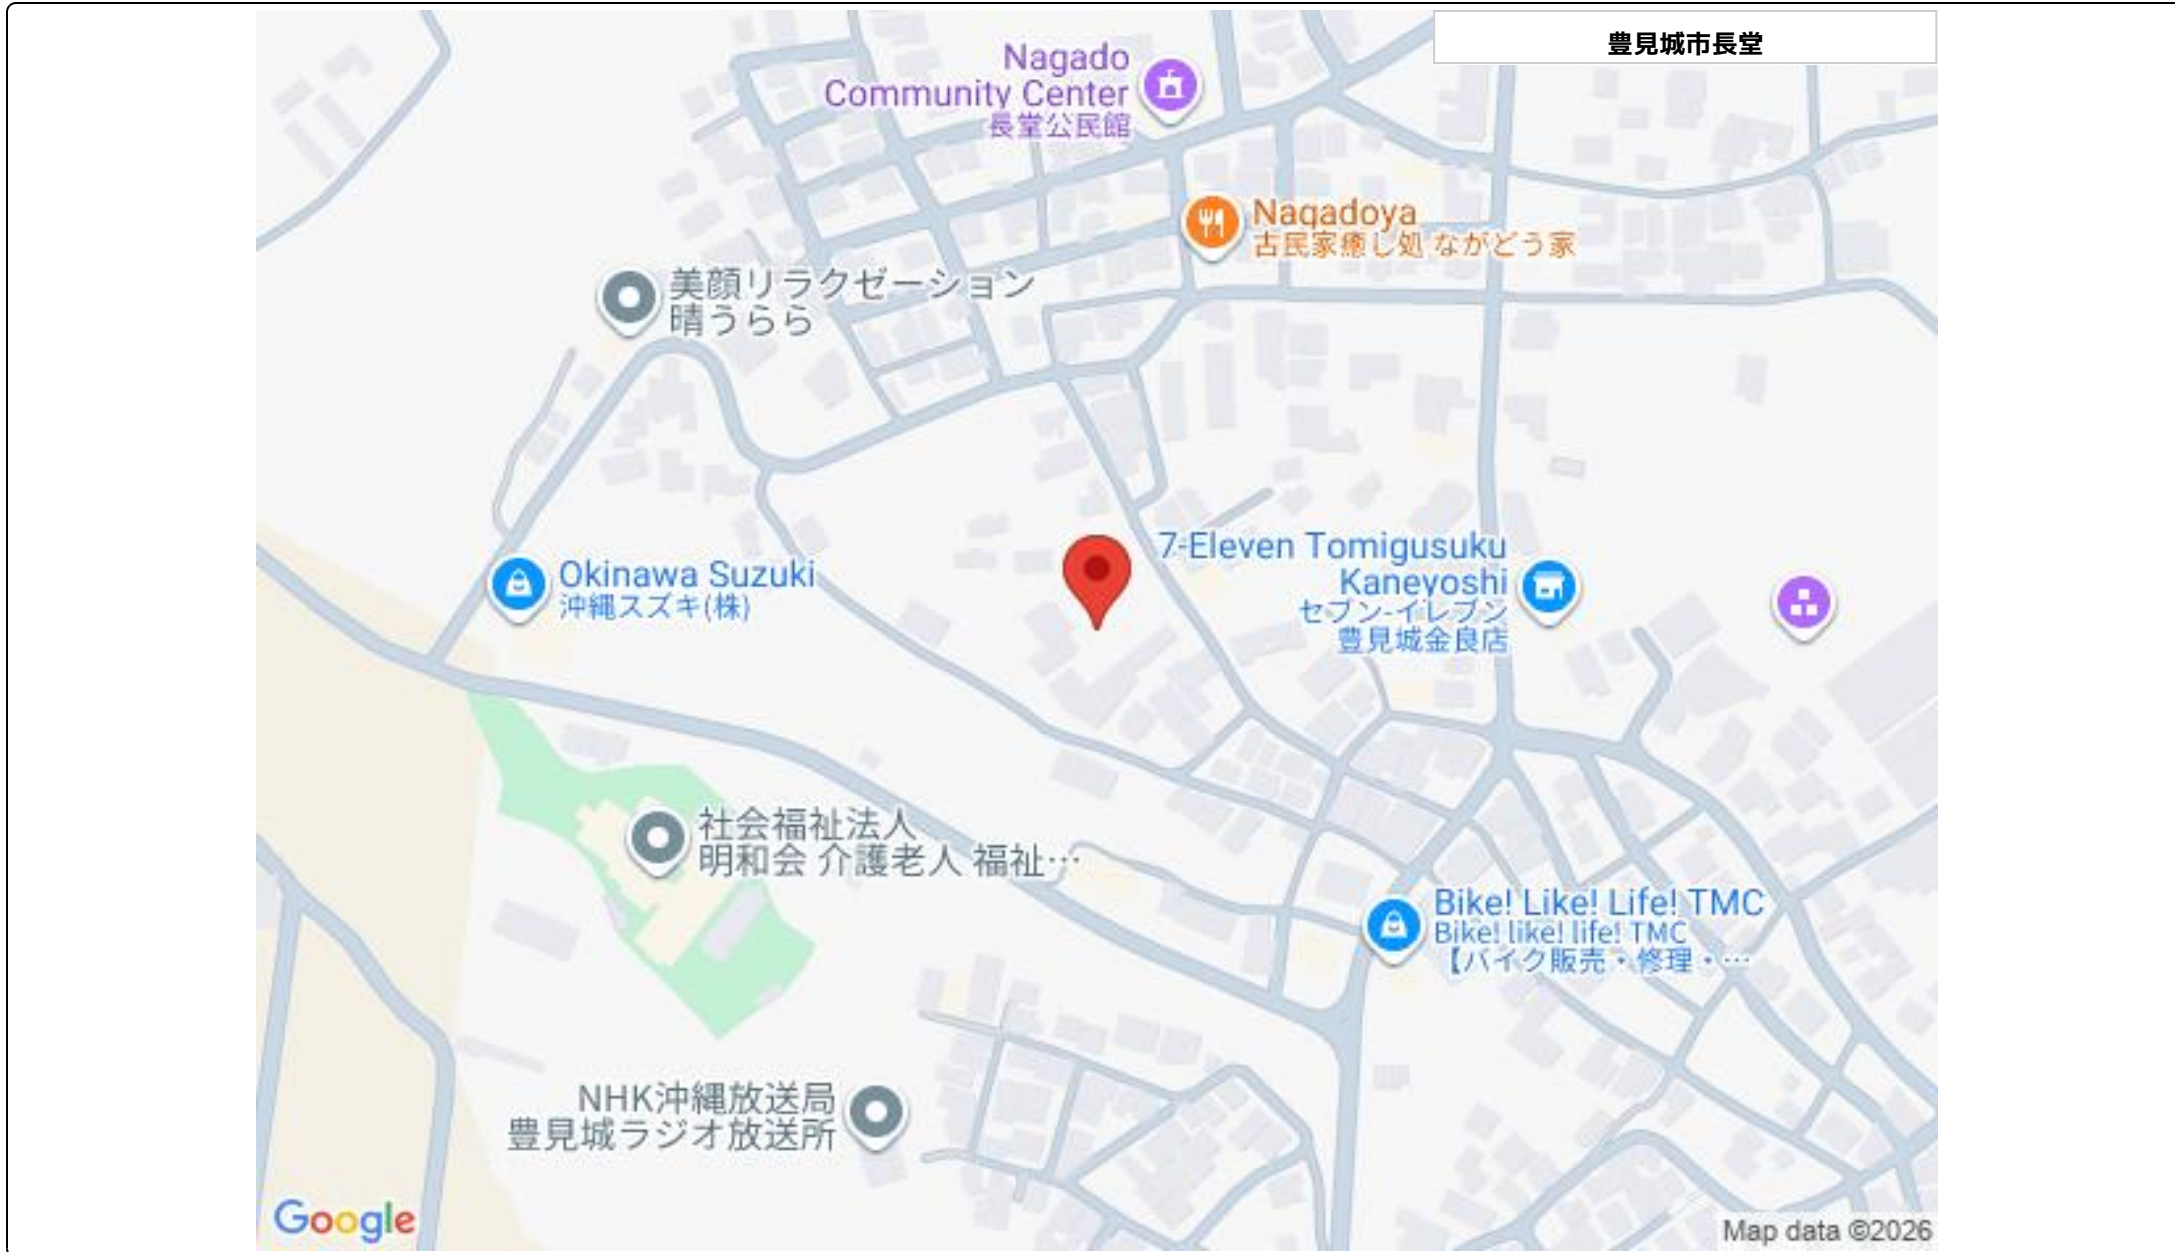 豊見城市長堂
Nagado
Community Center
長堂公民館
Nagadoya
古民家癒し処 ながどう家
美顔リラクゼーション
晴うらら
7-Eleven Tomigusuku
Kaneyoshi
セブン-イレブン
豊見城金良店
Okinawa Suzuki
沖縄スズキ(株)
社会福祉法人
明和会 介護老人 福祉…
Bike! Like! Life! TMC
Bike! like! life! TMC
【バイク販売・修理・…
NHK沖縄放送局
豊見城ラジオ放送所
Google
Map data ©2026